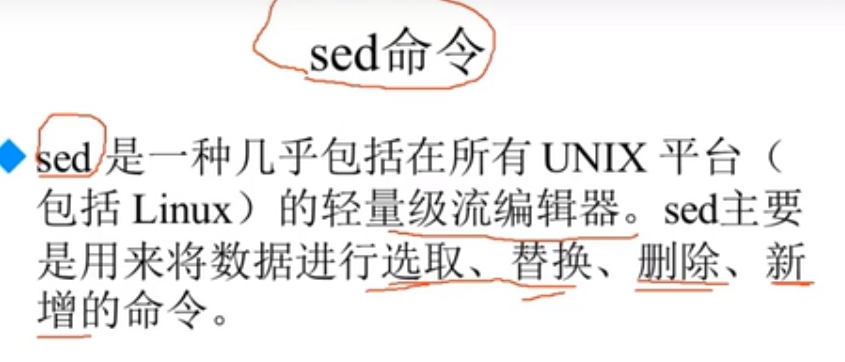 sed命令
sed 是一种几乎包括在所有 UNIX 平台（
包括 Linux）的轻量级流编辑器。sed主要
是用来将数据进行选取、替换、删除、新
增的命令。